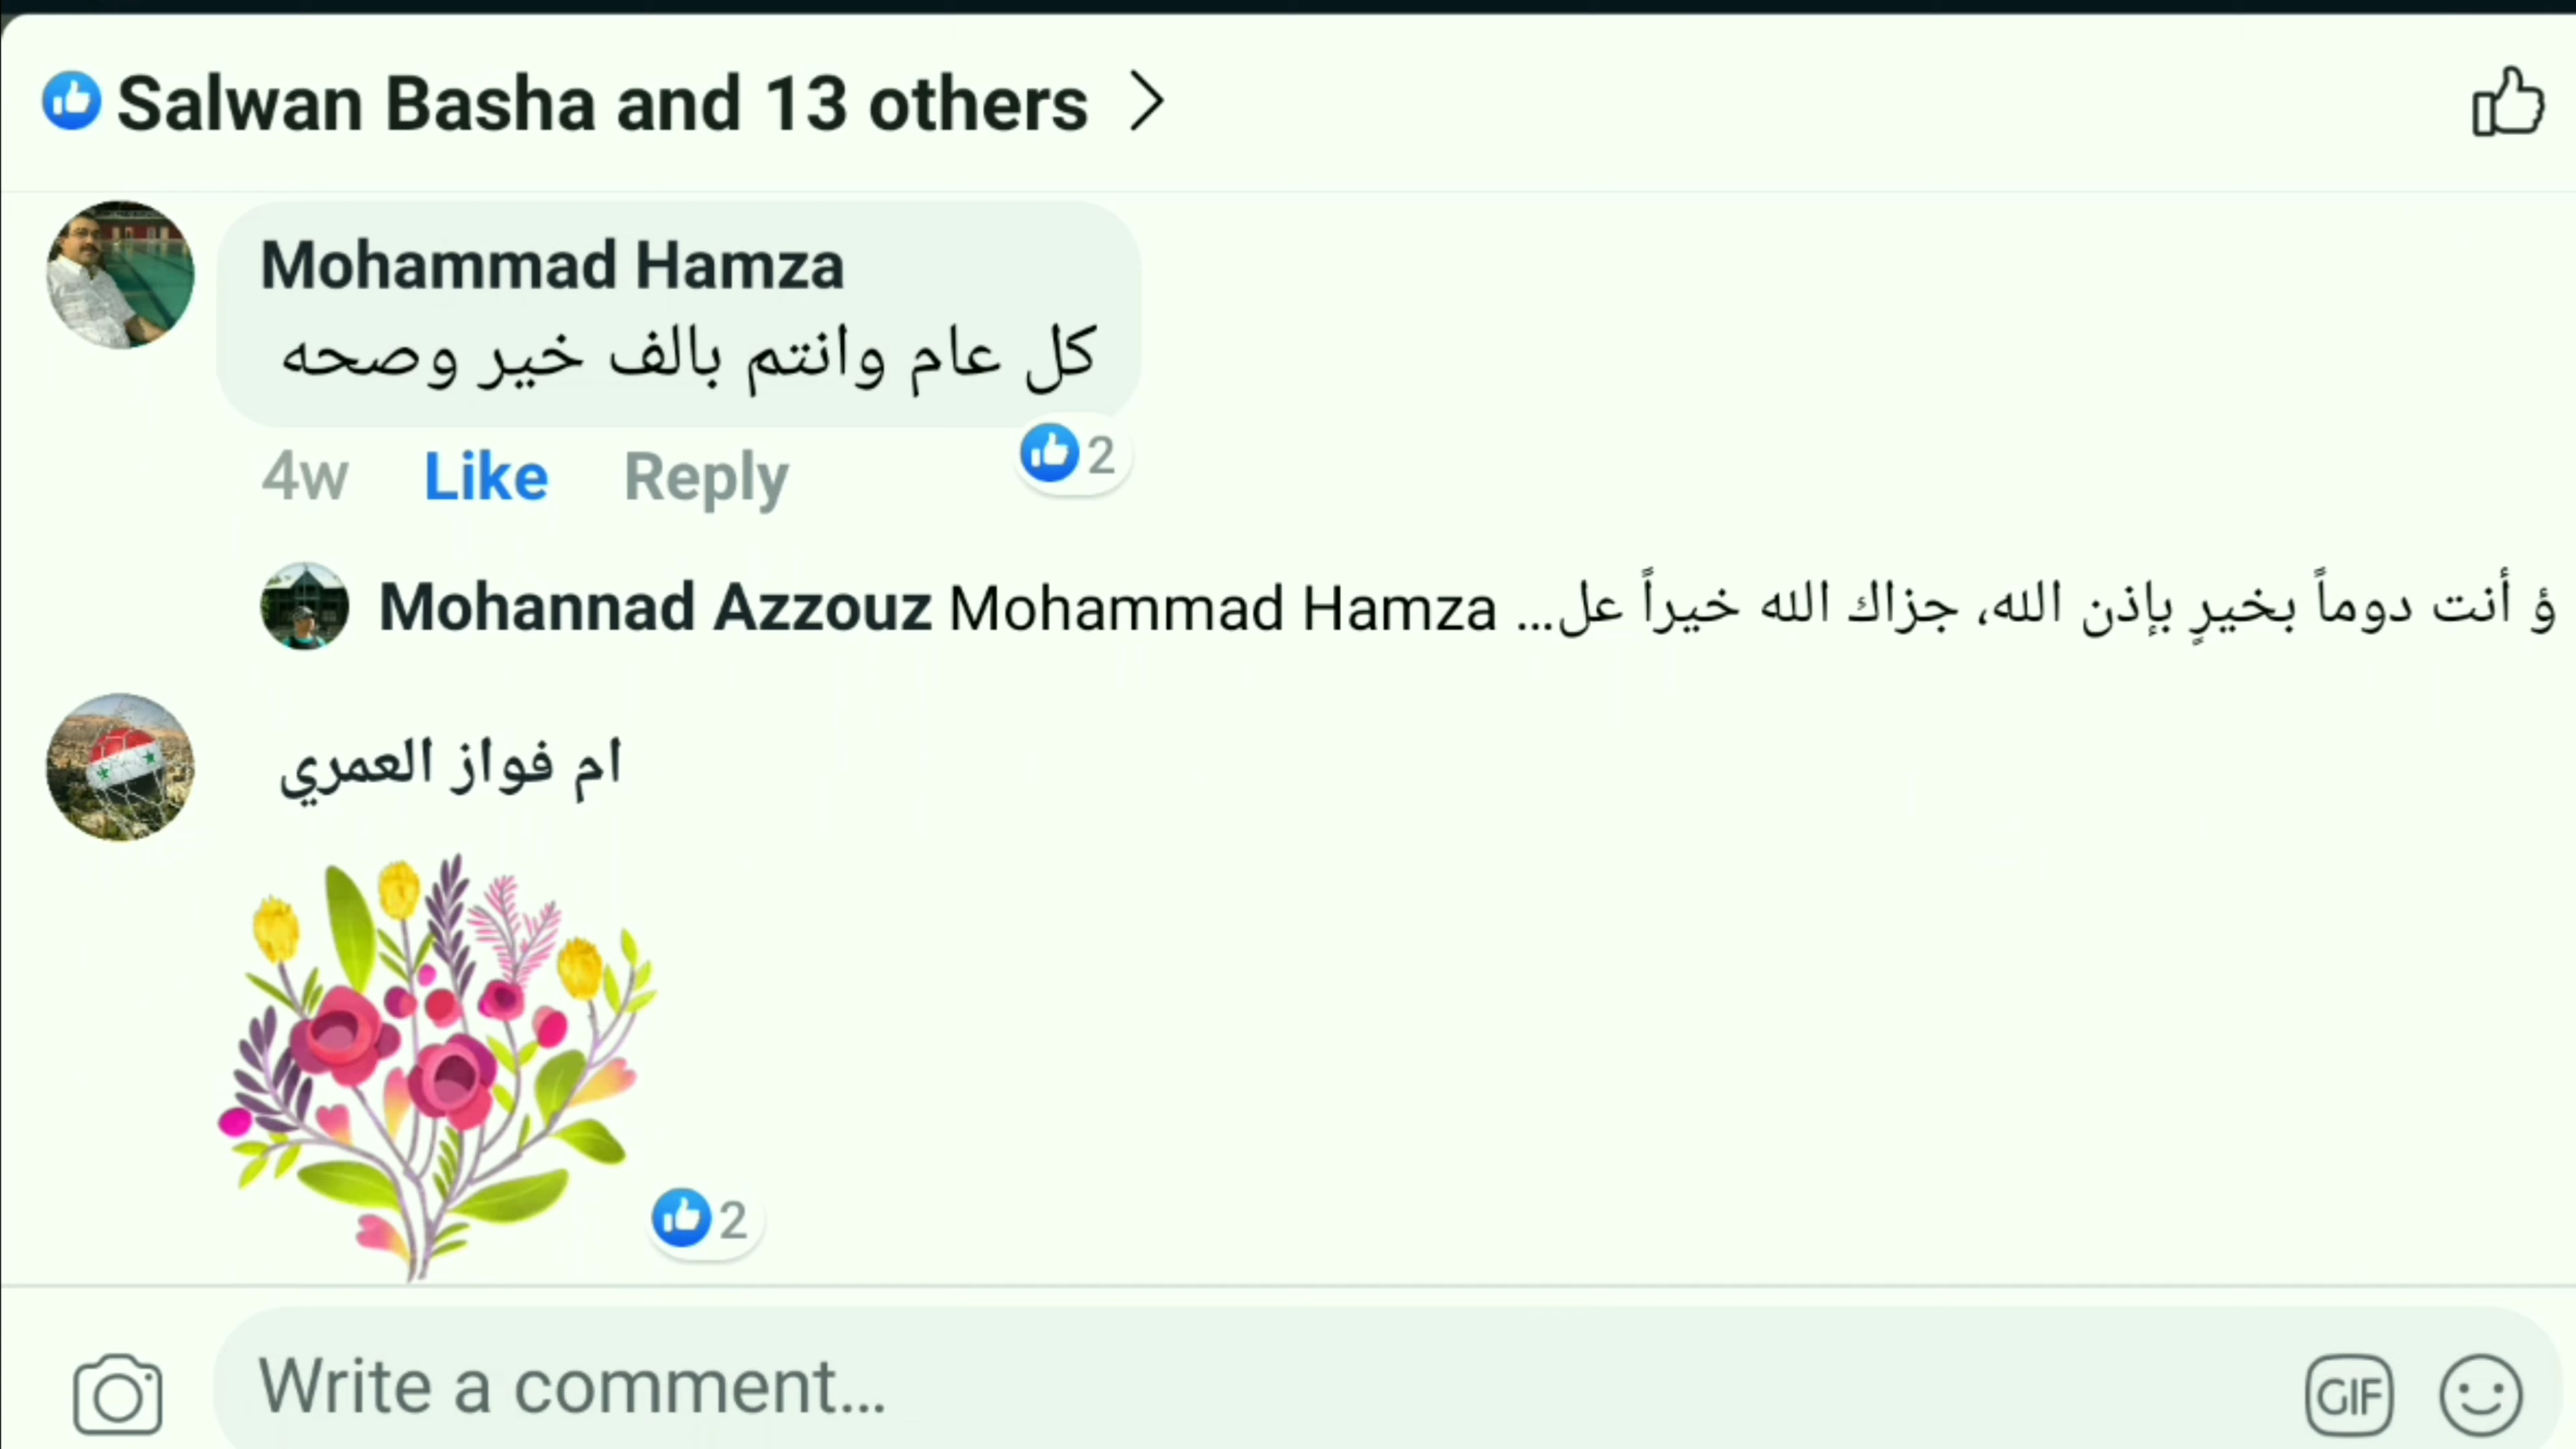 Salwan Basha and 13 others
Mohammad Hamza
كل عام وانتم بالف خير وصحه
4w Like Reply 2
Mohannad Azzouz Mohammad Hamza ؤ أنت دوماً بخيرٍ بإذن الله، جزاك الله خيراً عل...
ام فواز العمري
2
Write a comment...
GIF